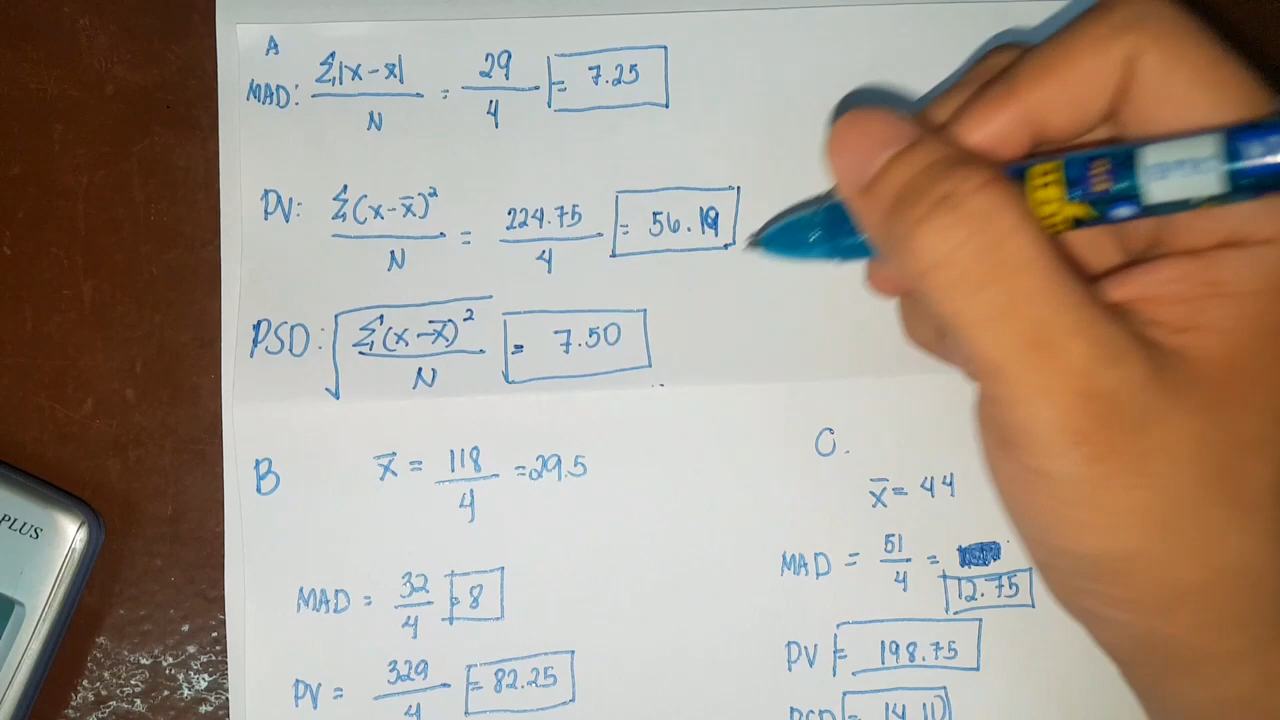 A
MAD: Σ|x-x̄| / N = 29 / 4 = 7.25
PV: Σ(x-x̄)² / N = 224.75 / 4 = 56.19
PSD: √(Σ(x-x̄)² / N) = 7.50
B
x̄ = 118 / 4 = 29.5
MAD = 32 / 4 = 8
PV = 329 / 4 = 82.25
C.
x̄ = 44
MAD = 51 / 4 = 12.75
PV = 198.75
PSD = 14.11
PLUS